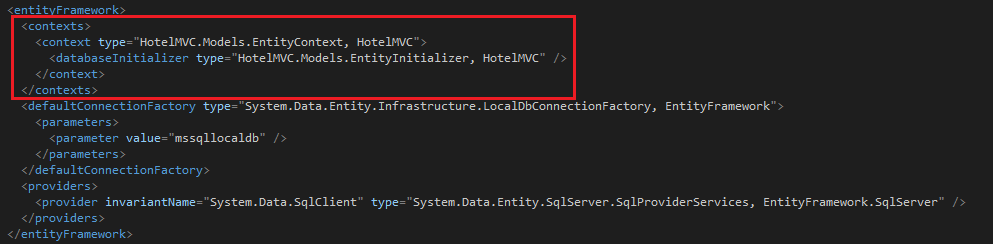 <entityFramework>
<contexts>
<context type="HotelMVC.Models.EntityContext, HotelMVC">
<databaseInitializer type="HotelMVC.Models.EntityInitializer, HotelMVC" />
</context>
</contexts>
<defaultConnectionFactory type="System.Data.Entity.Infrastructure.LocalDbConnectionFactory, EntityFramework">
<parameters>
<parameter value="mssqllocaldb" />
</parameters>
</defaultConnectionFactory>
<providers>
<provider invariantName="System.Data.SqlClient" type="System.Data.Entity.SqlServer.SqlProviderServices, EntityFramework.SqlServer" />
</providers>
</entityFramework>